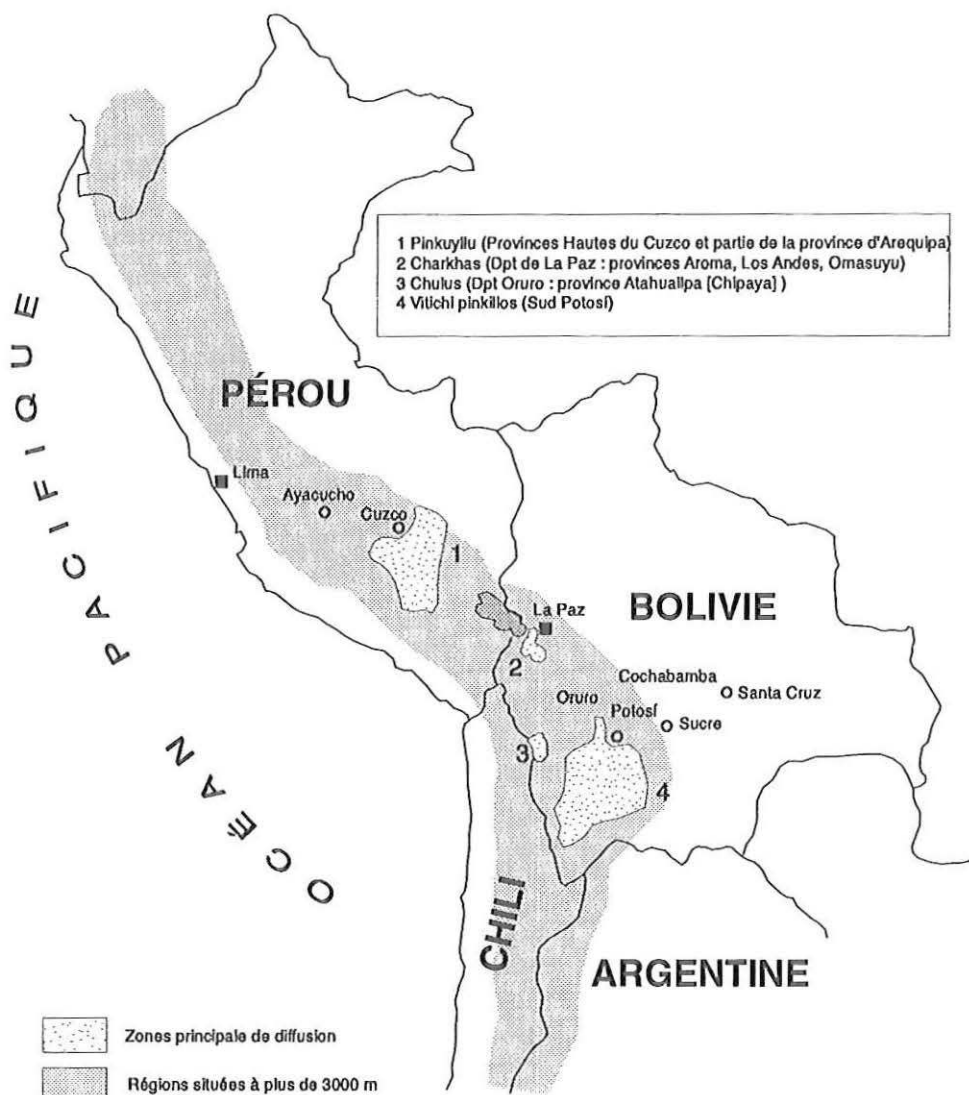 1 Pinkuyllu (Provinces Hautes du Cuzco et partie de la province d'Arequipa)
2 Charkhas (Dpt de La Paz : provinces Aroma, Los Andes, Omasuyu)
3 Chulus (Dpt Oruro : province Atahuallpa [Chipaya] )
4 Vitichi pinkillos (Sud Potosí)
PÉROU
Lima
Ayacucho
Cuzco
1
OCÉAN PACIFIQUE
La Paz
BOLIVIE
2
Cochabamba
Santa Cruz
Oruro
Potosí
Sucre
3
4
CHILI
ARGENTINE
Zones principale de diffusion
Régions situées à plus de 3000 m